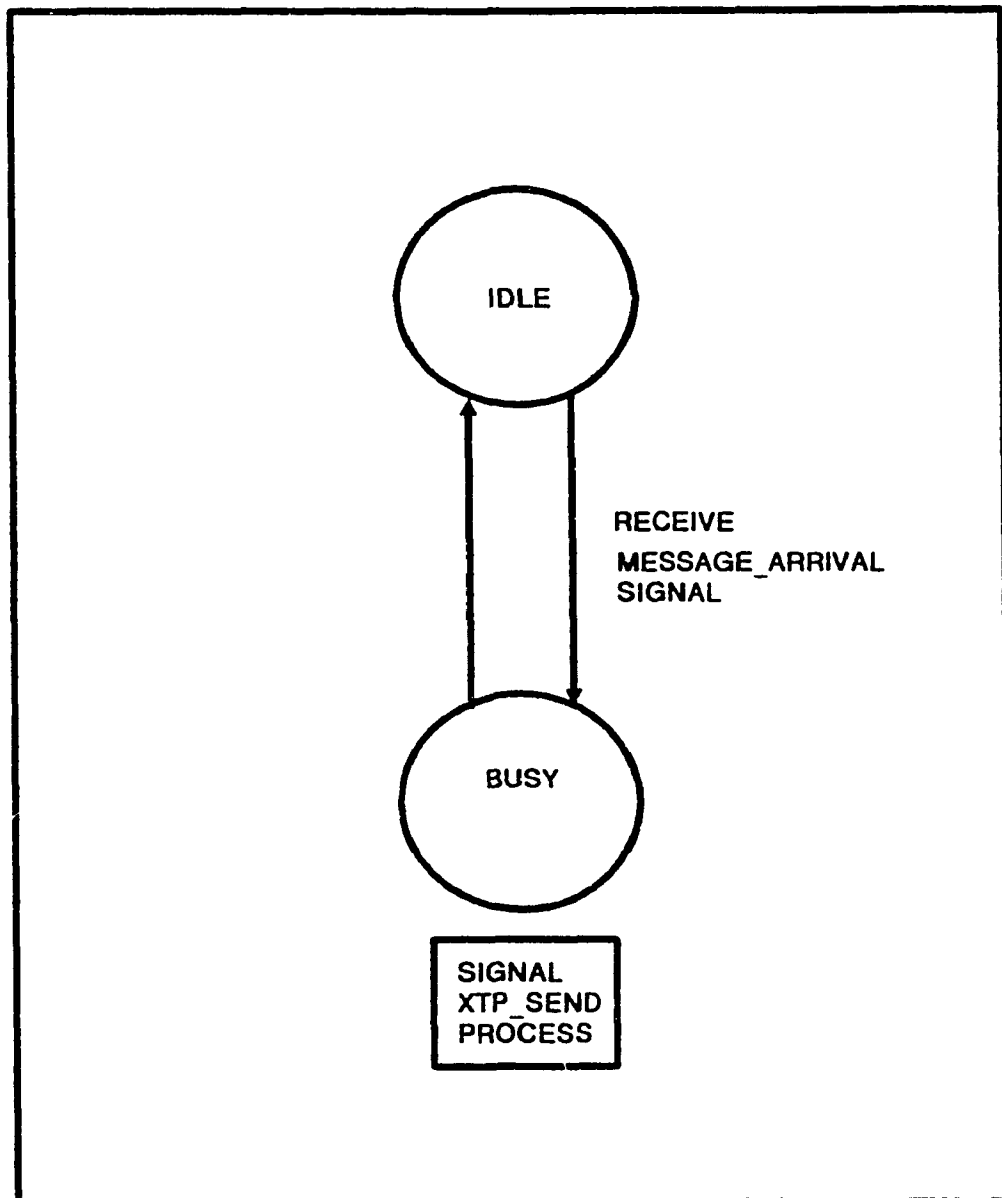 IDLE
RECEIVE
MESSAGE_ARRIVAL
SIGNAL
BUSY
SIGNAL
XTP_SEND
PROCESS